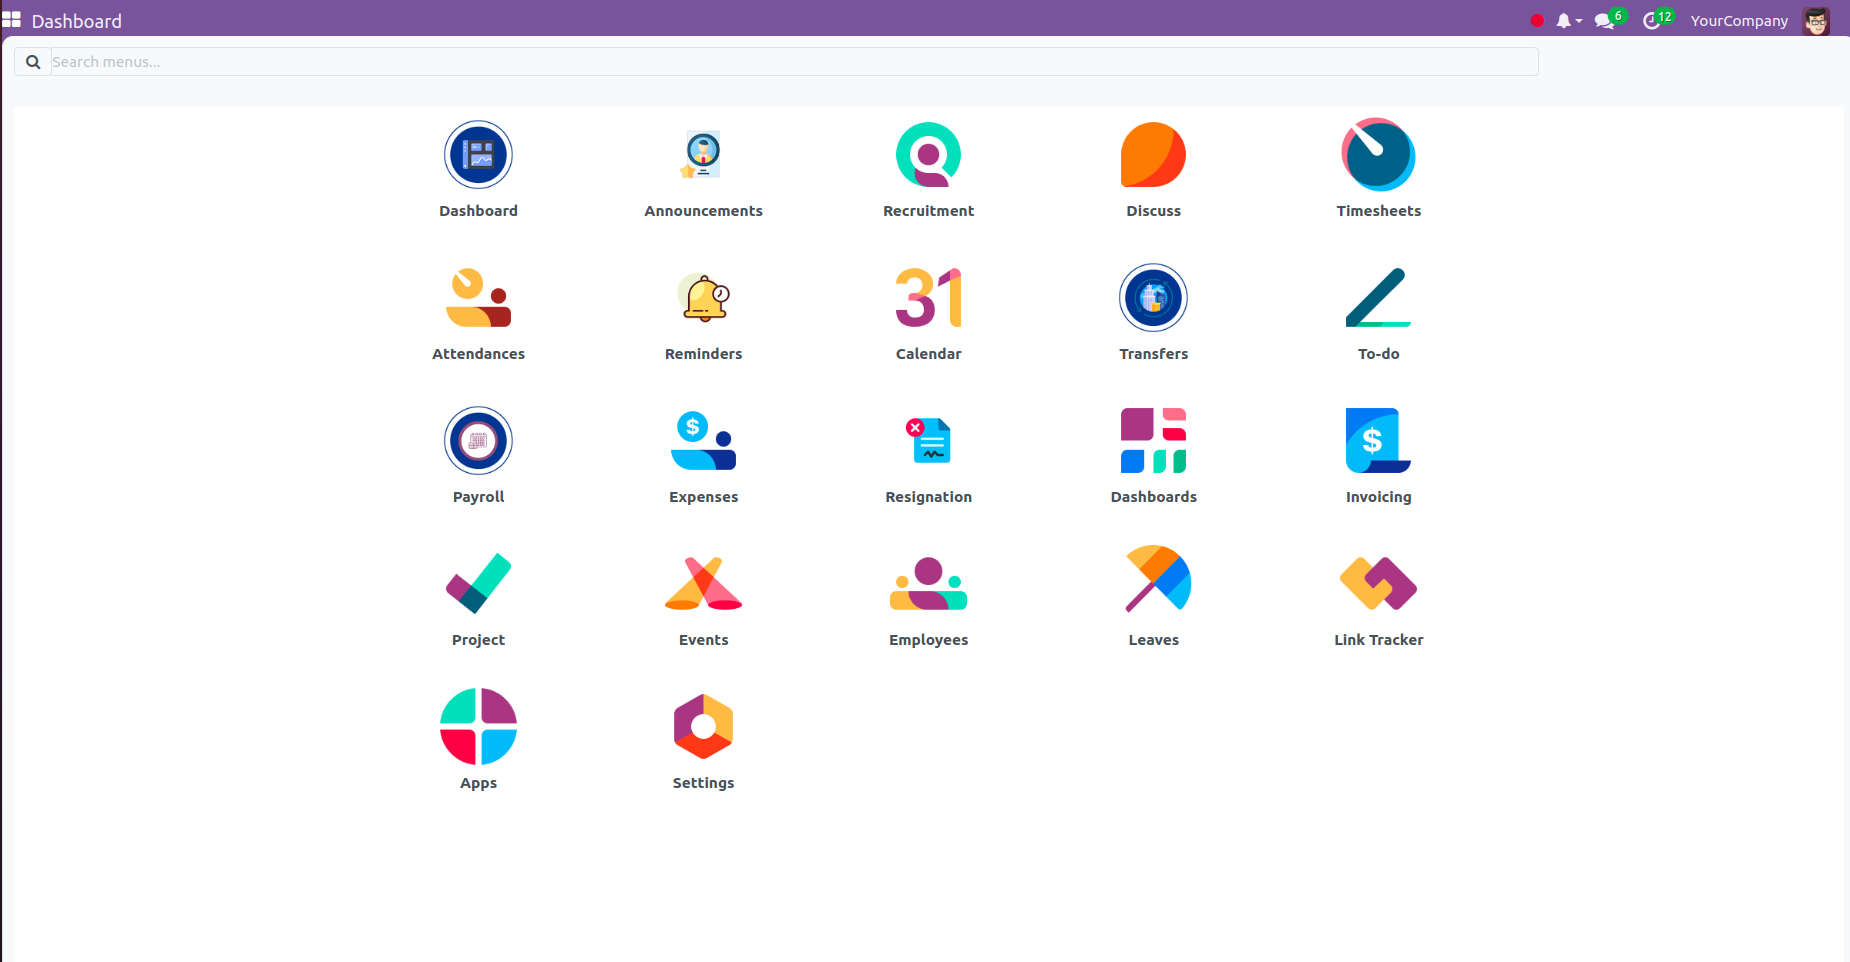 Dashboard
6
12
YourCompany
Search menus...
Dashboard
Announcements
Recruitment
Discuss
Timesheets
Attendances
Reminders
31
Calendar
Transfers
To-do
Payroll
$
Expenses
Resignation
Dashboards
$
Invoicing
Project
Events
Employees
Leaves
Link Tracker
Apps
Settings